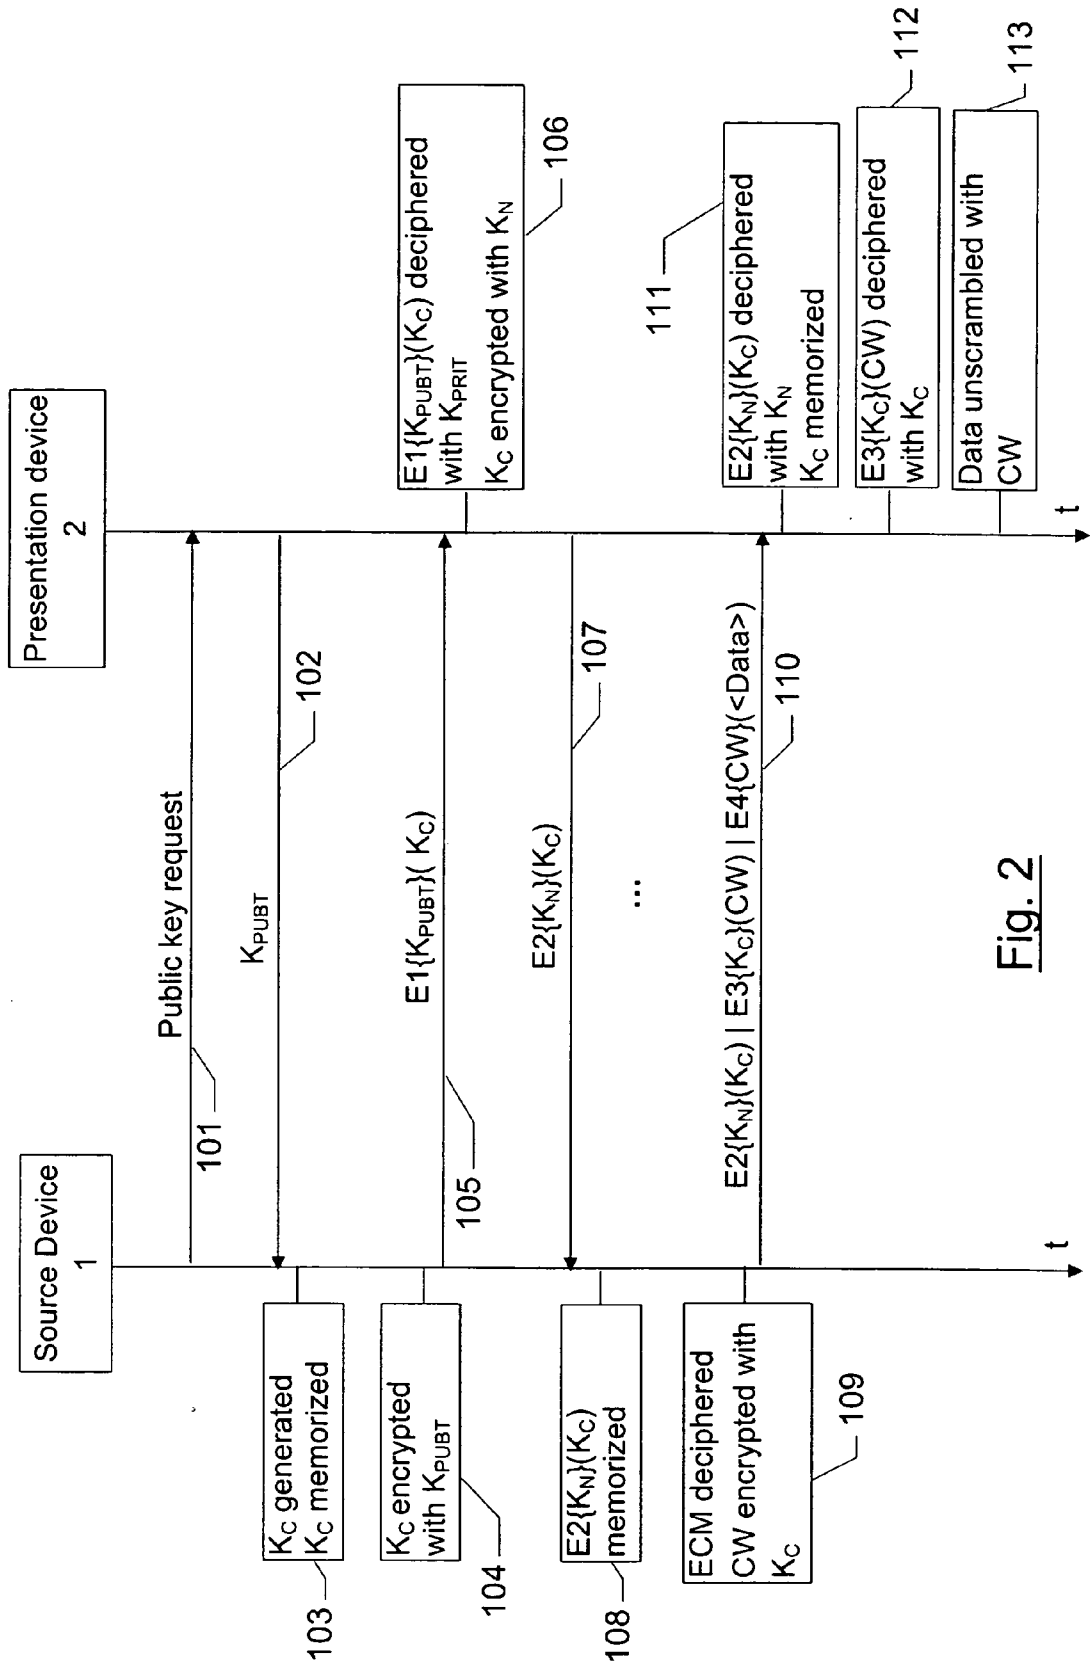 Source Device
1
Presentation device
2
Public key request
101
K_PUBT
102
K_C generated
K_C memorized
103
K_C encrypted
with K_PUBT
104
E1{K_PUBT}( K_C)
105
E1{K_PUBT}(K_C) deciphered
with K_PRIT
K_C encrypted with K_N
106
E2{K_N}(K_C)
107
E2{K_N}(K_C)
memorized
108
...
ECM deciphered
CW encrypted with
K_C
109
E2{K_N}(K_C) | E3{K_C}(CW) | E4{CW}(<Data>)
110
E2{K_N}(K_C) deciphered
with K_N
K_C memorized
111
E3{K_C}(CW) deciphered
with K_C
112
Data unscrambled with
CW
113
t
t
Fig. 2